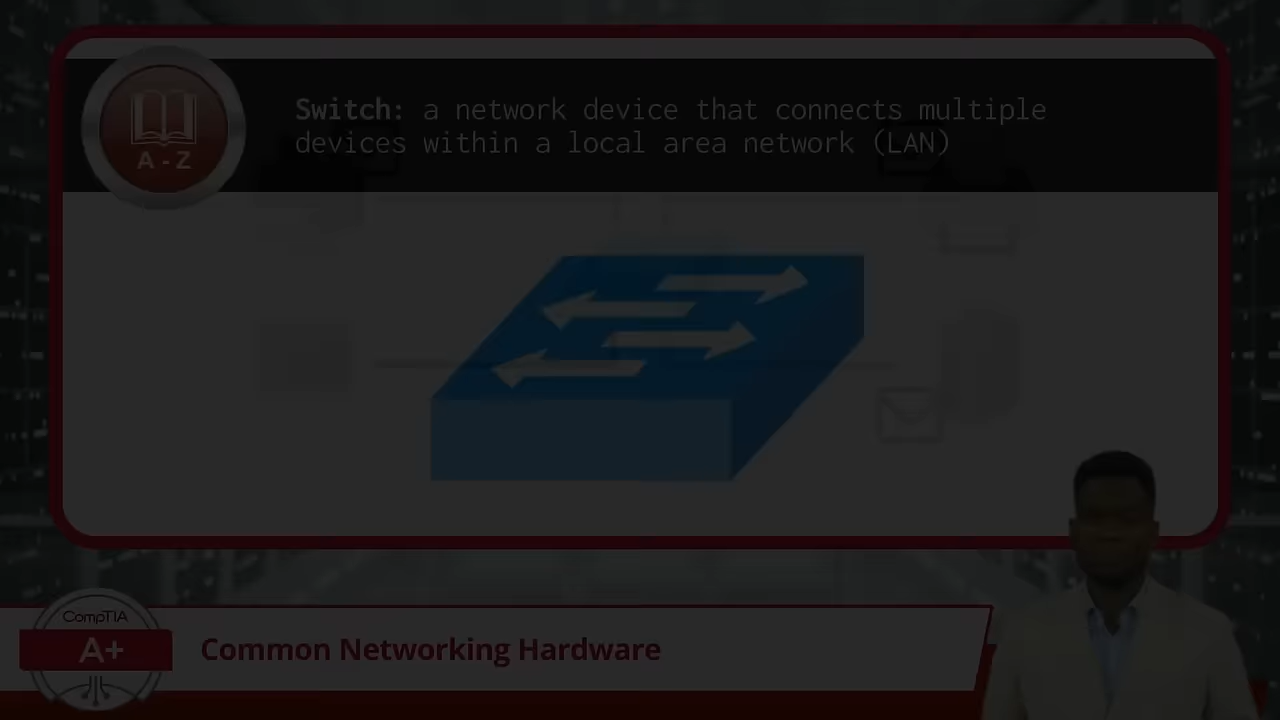 Switch: a network device that connects multiple
devices within a local area network (LAN)
A - Z
CompTIA
A+
Common Networking Hardware